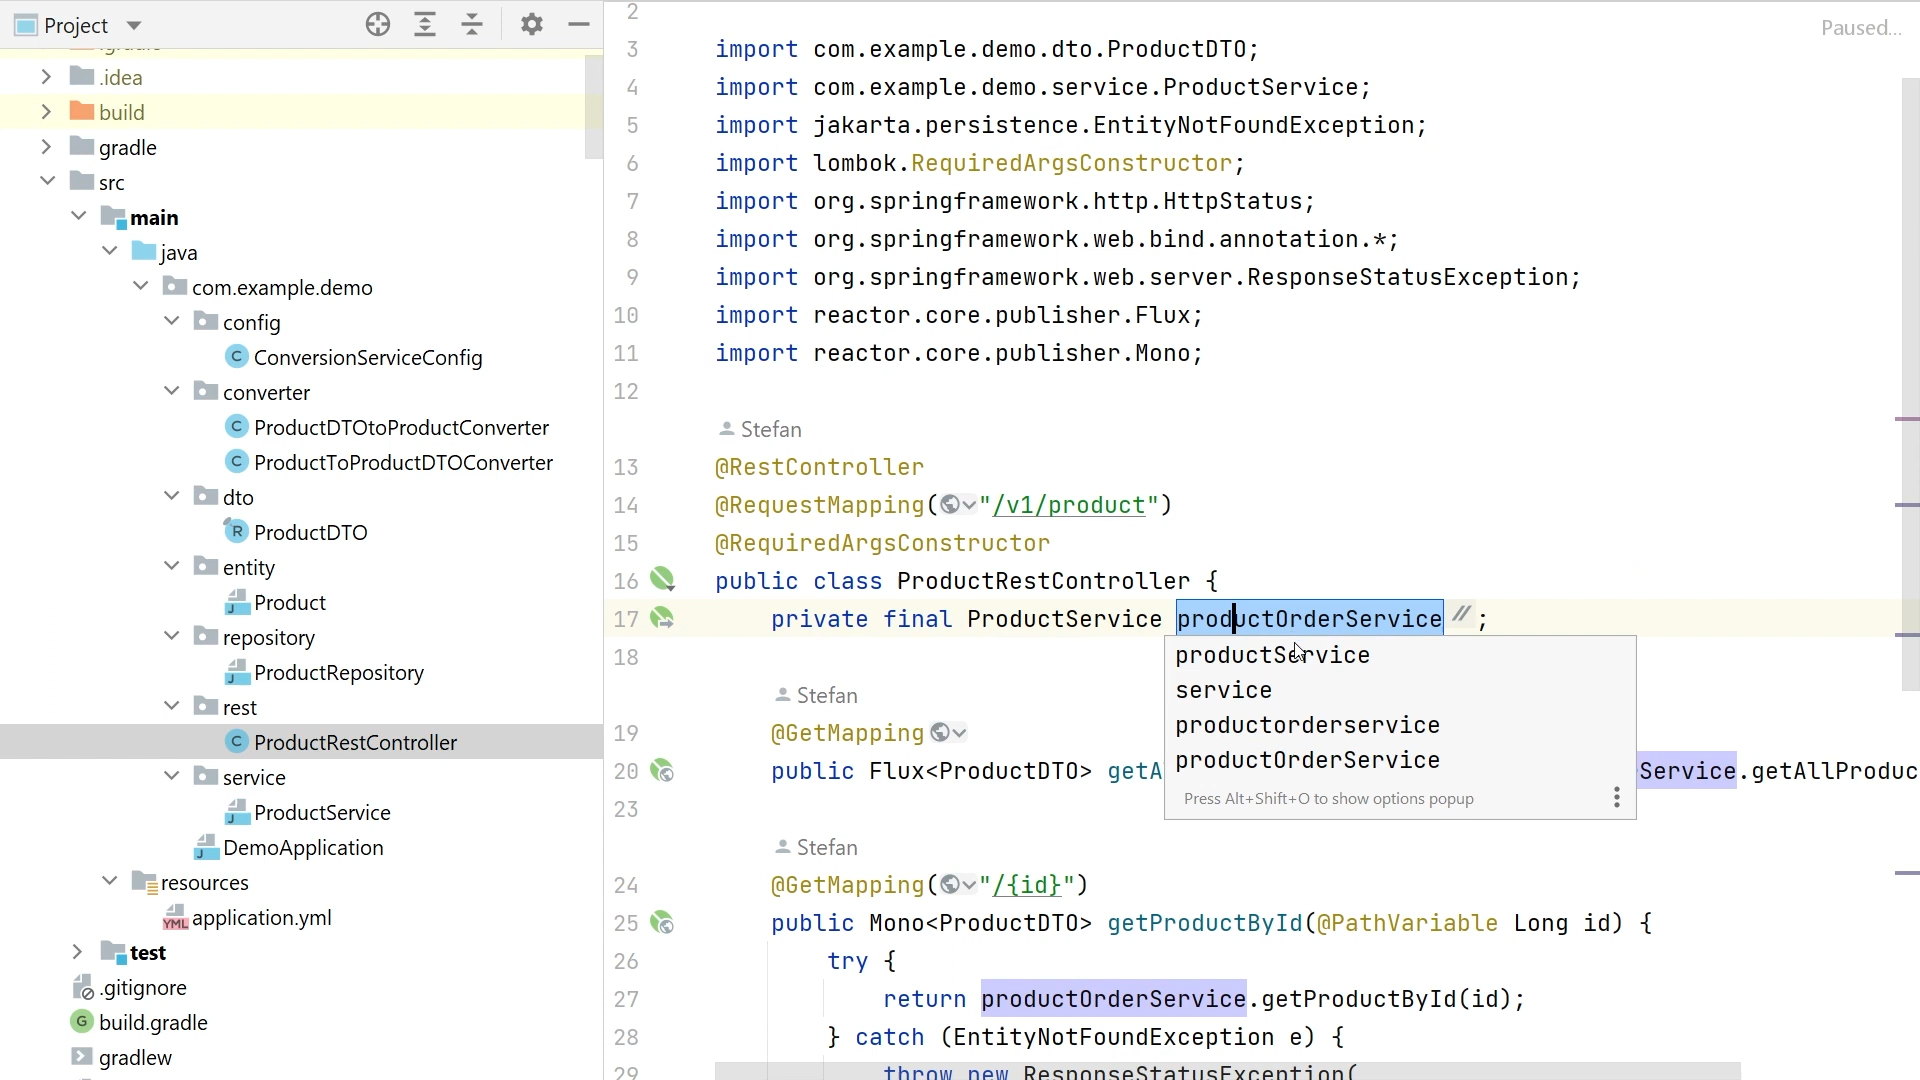 Project
.idea
build
gradle
src
main
java
com.example.demo
config
ConversionServiceConfig
converter
ProductDTOtoProductConverter
ProductToProductDTOConverter
dto
ProductDTO
entity
Product
repository
ProductRepository
rest
ProductRestController
service
ProductService
DemoApplication
resources
application.yml
test
.gitignore
build.gradle
gradlew
Paused...
2
3 import com.example.demo.dto.ProductDTO;
4 import com.example.demo.service.ProductService;
5 import jakarta.persistence.EntityNotFoundException;
6 import lombok.RequiredArgsConstructor;
7 import org.springframework.http.HttpStatus;
8 import org.springframework.web.bind.annotation.*;
9 import org.springframework.web.server.ResponseStatusException;
10 import reactor.core.publisher.Flux;
11 import reactor.core.publisher.Mono;
12
Stefan
13 @RestController
14 @RequestMapping("/v1/product")
15 @RequiredArgsConstructor
16 public class ProductRestController {
17 private final ProductService productOrderService ;
productService
service
productorderservice
productOrderService
Press Alt+Shift+O to show options popup
18
Stefan
19 @GetMapping
20 public Flux<ProductDTO> getA Service.getAllProduc
23
Stefan
24 @GetMapping("/{id}")
25 public Mono<ProductDTO> getProductById(@PathVariable Long id) {
26 try {
27 return productOrderService.getProductById(id);
28 } catch (EntityNotFoundException e) {
29 throw new ResponseStatusException(